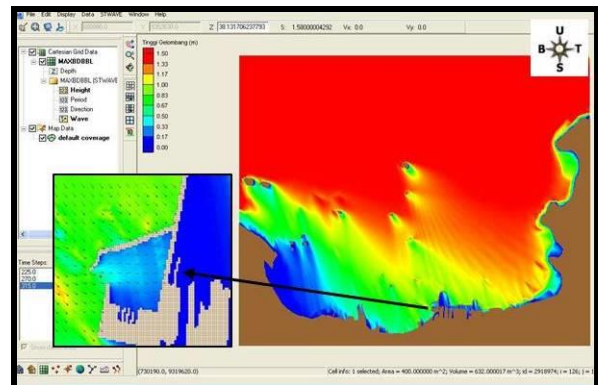 File Edit Display Data STWAVE Window Help
Z: 38.131706237793 S: 1.58000004292 Vx: 0.0 Vy: 0.0
Cartesian Grid Data
MAXBDBBL
Depth
MAXBDBBL (STWAVE
Height
Period
Direction
Wave
Map Data
default coverage
Tinggi Gelombang (m)
1.50
1.33
1.17
1.00
0.83
0.67
0.50
0.33
0.17
0.00
U
B T
S
Time Steps:
225.0
270.0
315.0
(730190.0, 9319620.0)
Cell info: 1 selected; Area = 400.000000 m^2; Volume = 632.000017 m^3; id = 2918974; i = 126; j =